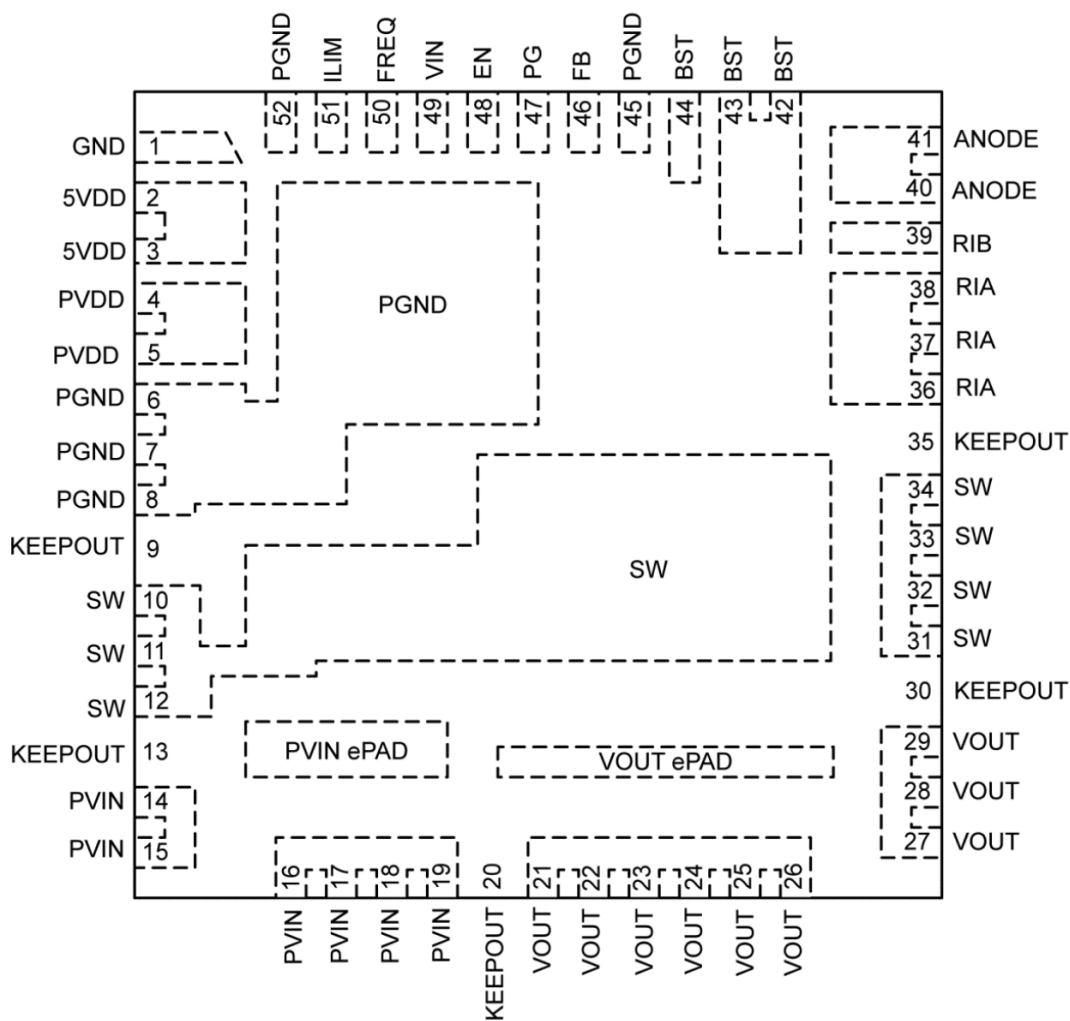 PGND
ILIM
FREQ
VIN
EN
PG
FB
PGND
BST
BST
BST
52
51
50
49
48
47
46
45
44
43
42
GND 1
5VDD 2
5VDD 3
PVDD 4
PVDD 5
PGND 6
PGND 7
PGND 8
KEEPOUT 9
SW 10
SW 11
SW 12
KEEPOUT 13
PVIN 14
PVIN 15
PGND
SW
PVIN ePAD
VOUT ePAD
41 ANODE
40 ANODE
39 RIB
38 RIA
37 RIA
36 RIA
35 KEEPOUT
34 SW
33 SW
32 SW
31 SW
30 KEEPOUT
29 VOUT
28 VOUT
27 VOUT
16
17
18
19
20
21
22
23
24
25
26
PVIN
PVIN
PVIN
PVIN
KEEPOUT
VOUT
VOUT
VOUT
VOUT
VOUT
VOUT